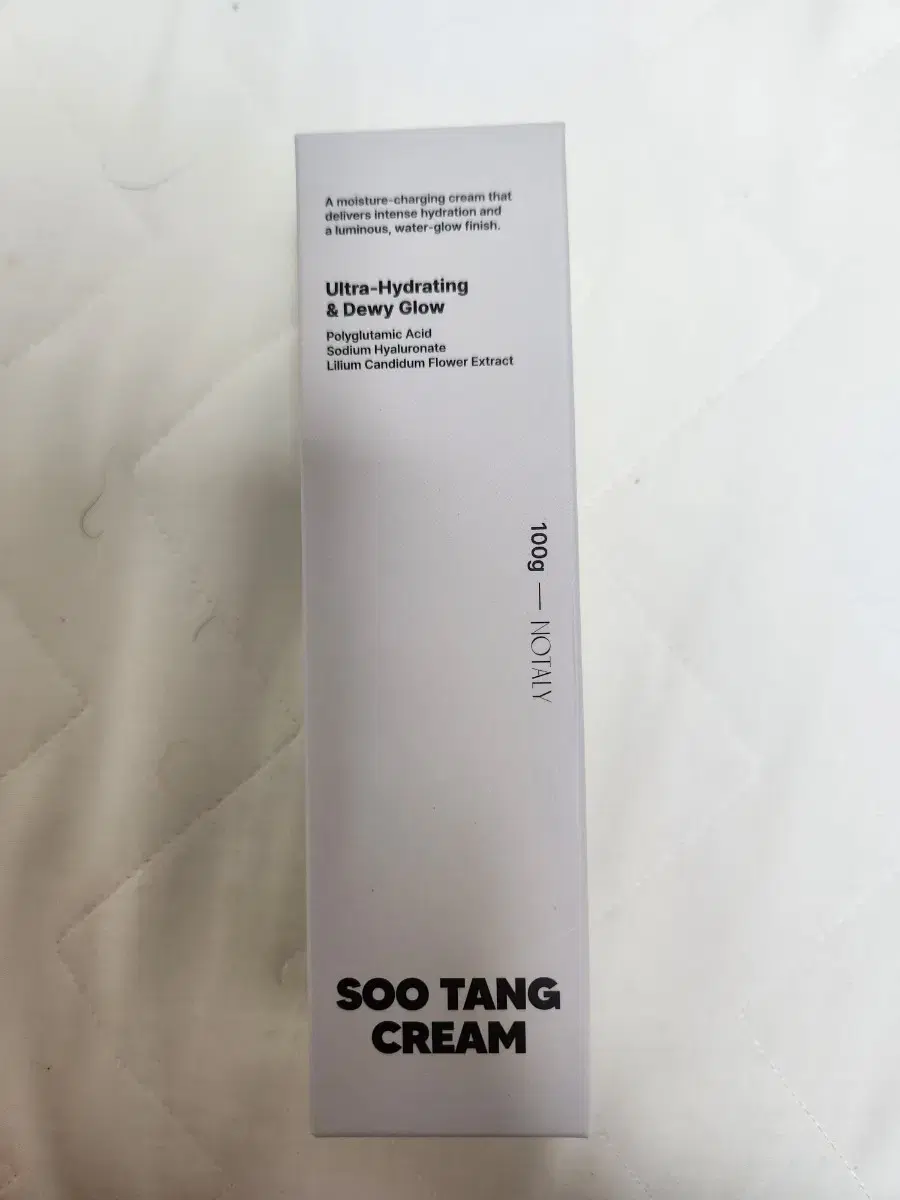 A moisture-charging cream that
delivers intense hydration and
a luminous, water-glow finish.
Ultra-Hydrating
& Dewy Glow
Polyglutamic Acid
Sodium Hyaluronate
Lilium Candidum Flower Extract
100g — NOTALY
SOO TANG
CREAM